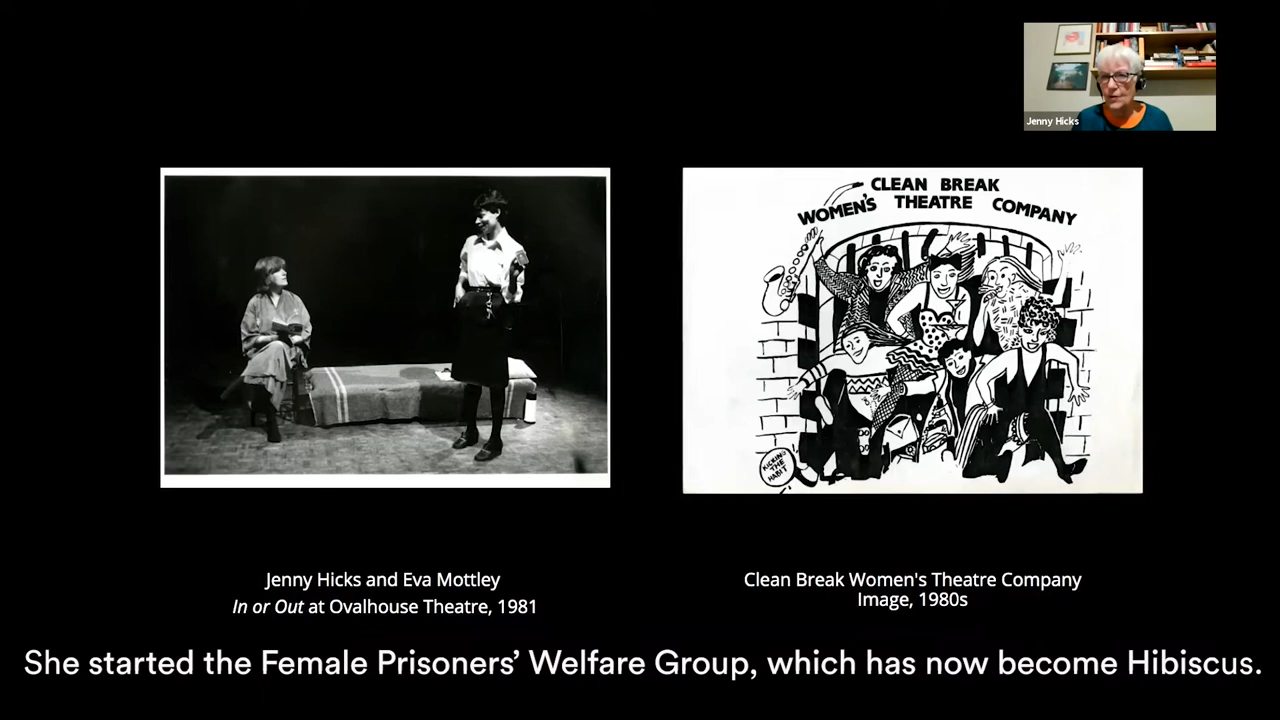 Jenny Hicks
CLEAN BREAK
WOMEN'S THEATRE COMPANY
KICKING
THE
HABIT
Jenny Hicks and Eva Mottley
In or Out at Ovalhouse Theatre, 1981
Clean Break Women's Theatre Company
Image, 1980s
She started the Female Prisoners’ Welfare Group, which has now become Hibiscus.